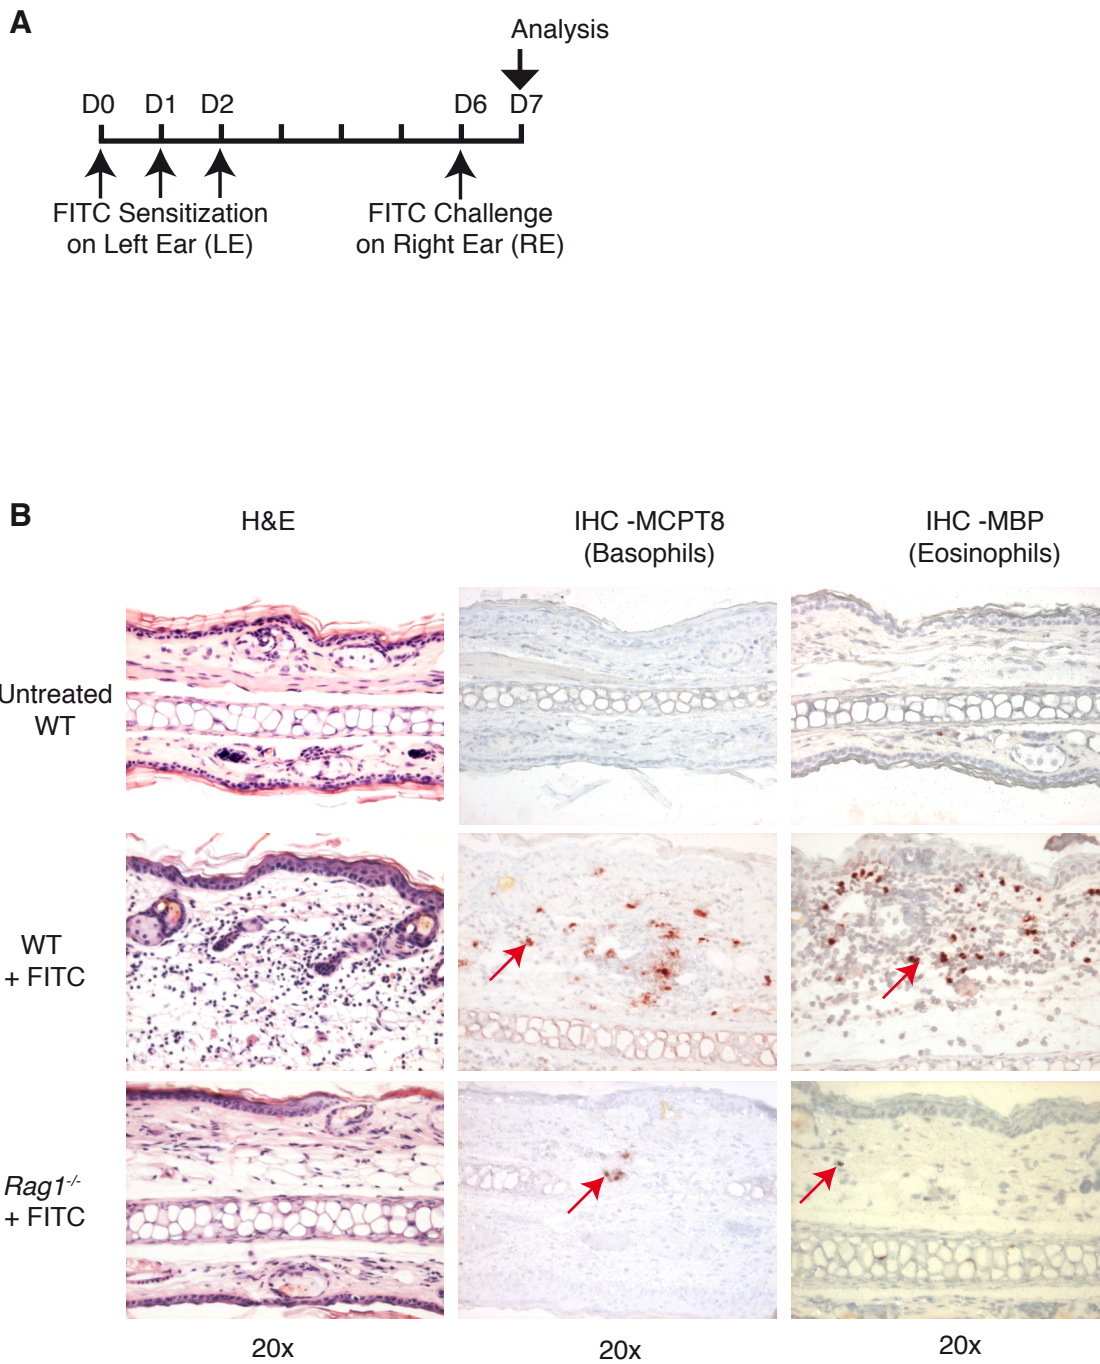 A
Analysis
D0 D1 D2 D6 D7
FITC Sensitization
on Left Ear (LE)
FITC Challenge
on Right Ear (RE)
B
H&E
IHC -MCPT8
(Basophils)
IHC -MBP
(Eosinophils)
Untreated
WT
WT
+ FITC
Rag1-/-
+ FITC
20x
20x
20x